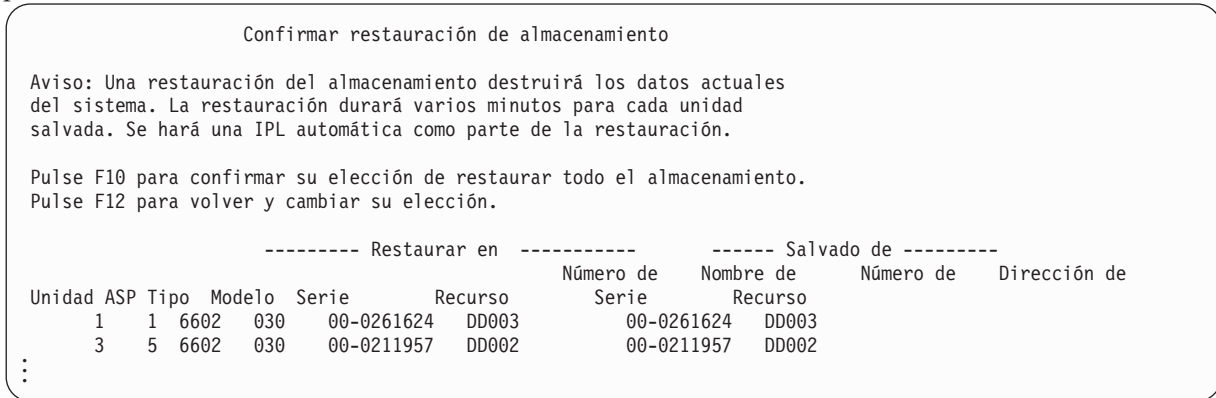 Confirmar restauración de almacenamiento
Aviso: Una restauración del almacenamiento destruirá los datos actuales
del sistema. La restauración durará varios minutos para cada unidad
salvada. Se hará una IPL automática como parte de la restauración.
Pulse F10 para confirmar su elección de restaurar todo el almacenamiento.
Pulse F12 para volver y cambiar su elección.
--------- Restaurar en ----------- ------ Salvado de ---------
Número de Nombre de Número de Dirección de
Unidad ASP Tipo Modelo Serie Recurso Serie Recurso
1 1 6602 030 00-0261624 DD003 00-0261624 DD003
3 5 6602 030 00-0211957 DD002 00-0211957 DD002